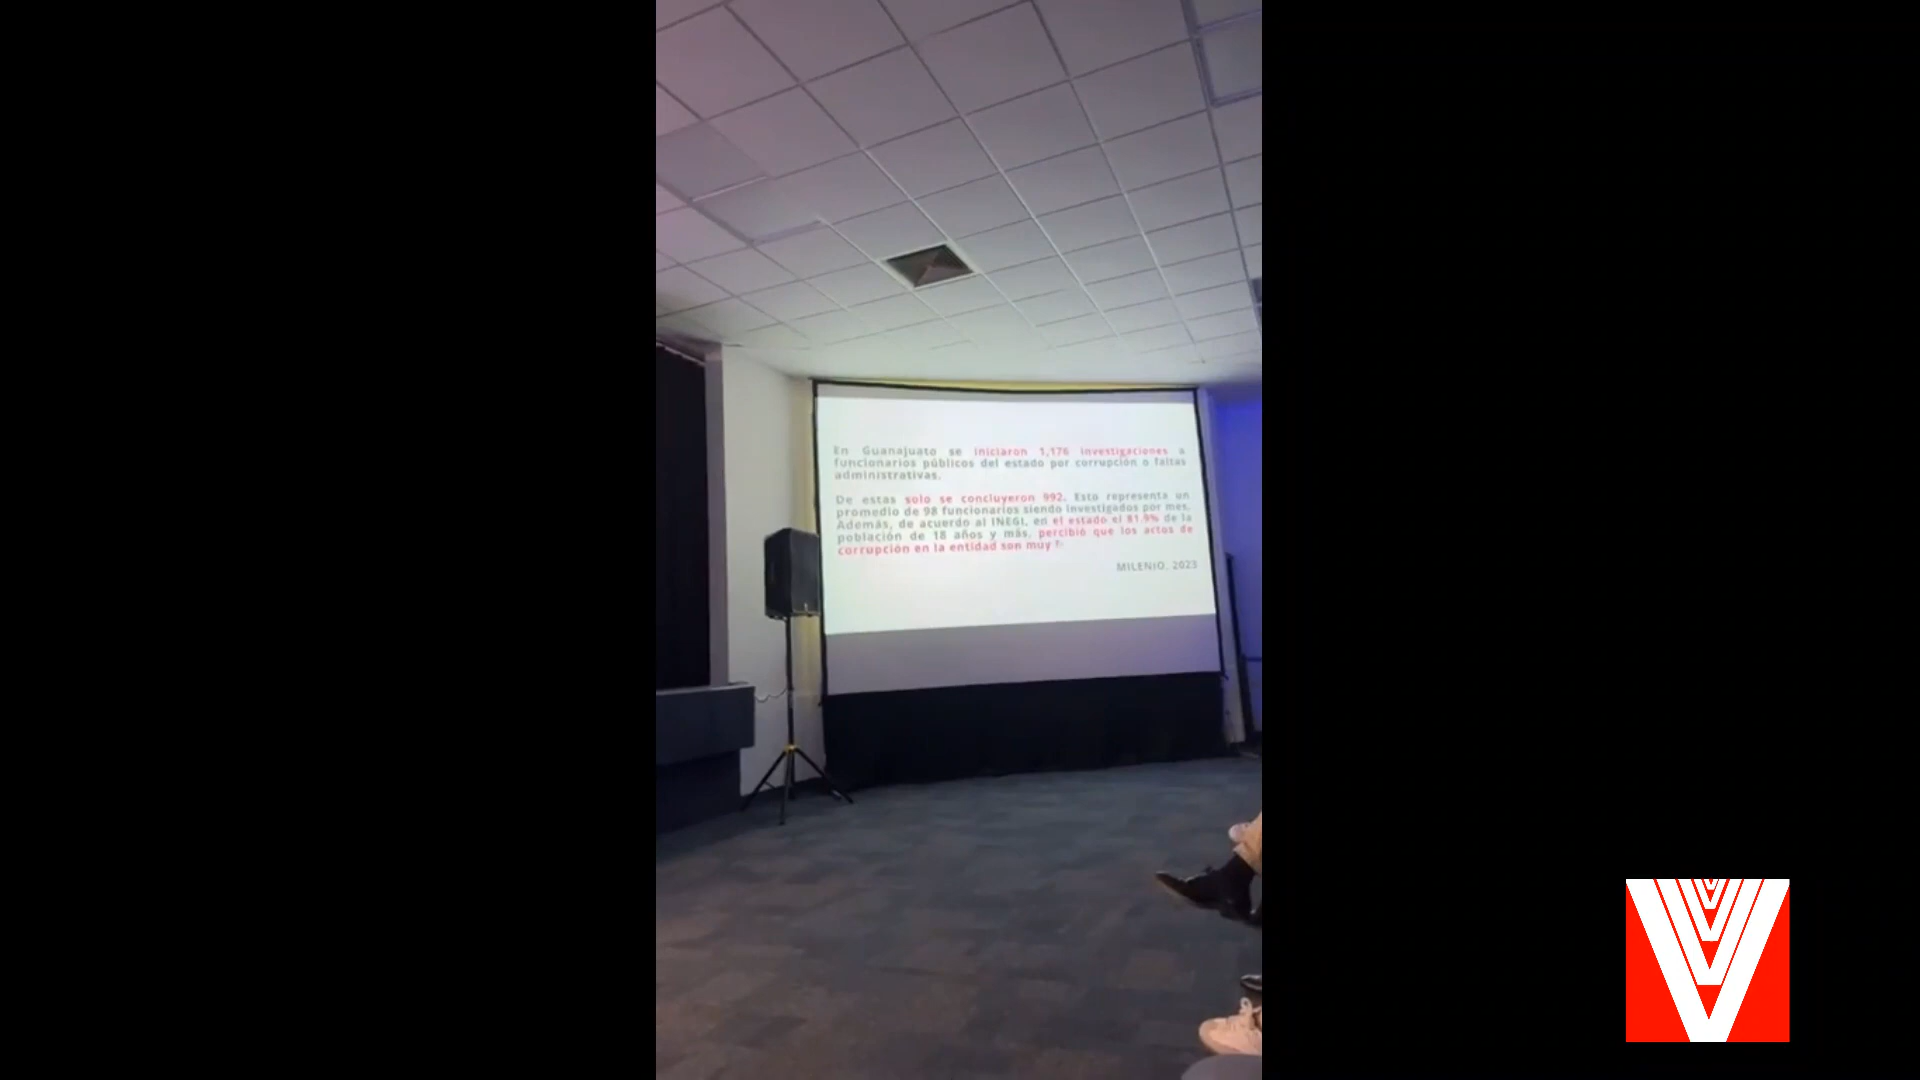 En Guanajuato se iniciaron 1,176 investigaciones a
funcionarios públicos del estado por corrupción o faltas
administrativas.
De estas solo se concluyeron 992. Esto representa un
promedio de 98 funcionarios siendo investigados por mes.
Además, de acuerdo al INEGI, en el estado el 81.9% de la
población de 18 años y más, percibió que los actos de
corrupción en la entidad son muy
MILENIO, 2023